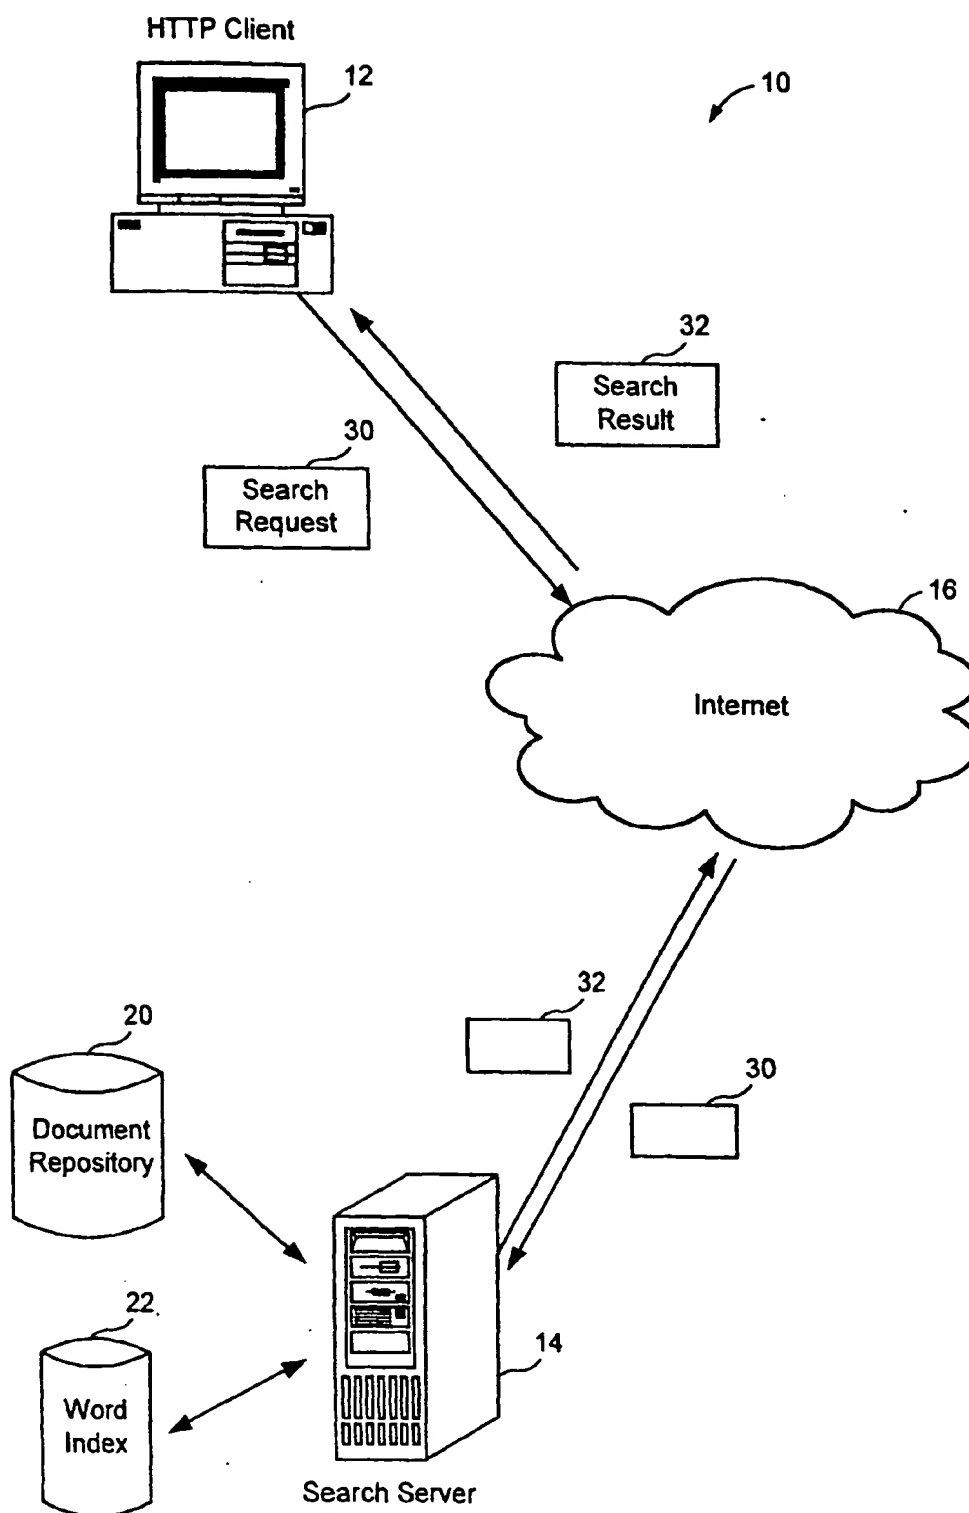 HTTP Client
12
10
32
Search
Result
30
Search
Request
16
Internet
32
30
20
Document
Repository
22
Word
Index
14
Search Server